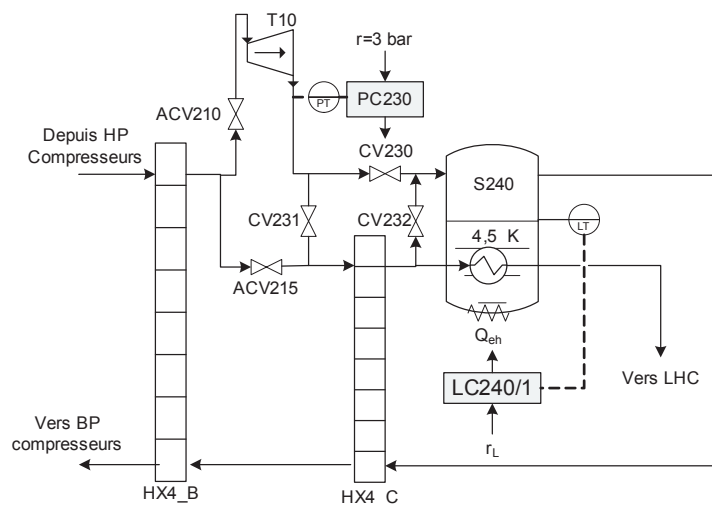 T10
r=3 bar
PT
PC230
ACV210
Depuis HP
Compresseurs
CV230
S240
CV231
CV232
LT
4,5 K
ACV215
Qeh
LC240/1
Vers LHC
Vers BP
compresseurs
rL
HX4_B
HX4_C